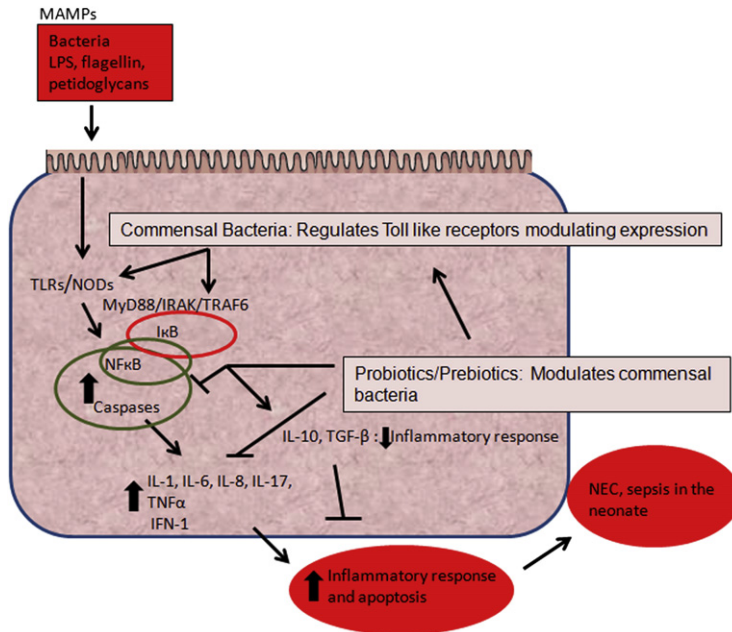 MAMPs
Bacteria
LPS, flagellin,
petidoglycans
Commensal Bacteria: Regulates Toll like receptors modulating expression
TLRs/NODs
MyD88/IRAK/TRAF6
IκB
NFκB
Caspases
Probiotics/Prebiotics: Modulates commensal
bacteria
IL-10, TGF-β : Inflammatory response
IL-1, IL-6, IL-8, IL-17,
TNFα
IFN-1
NEC, sepsis in the
neonate
Inflammatory response
and apoptosis